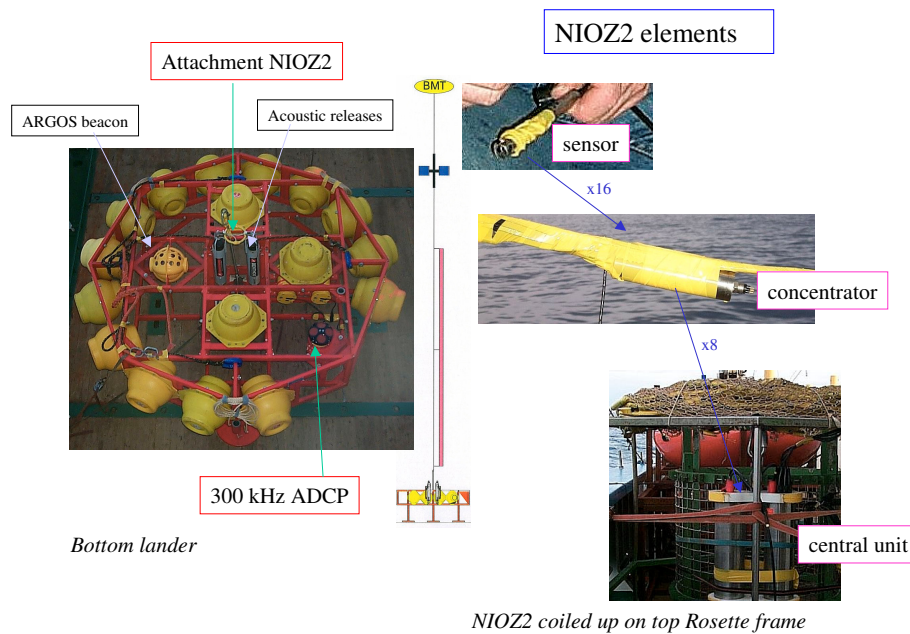 NIOZ2 elements
Attachment NIOZ2
BMT
ARGOS beacon
Acoustic releases
sensor
x16
concentrator
x8
300 kHz ADCP
central unit
Bottom lander
NIOZ2 coiled up on top Rosette frame